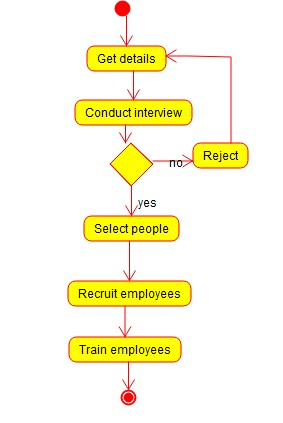 Get details
Conduct interview
no
Reject
yes
Select people
Recruit employees
Train employees